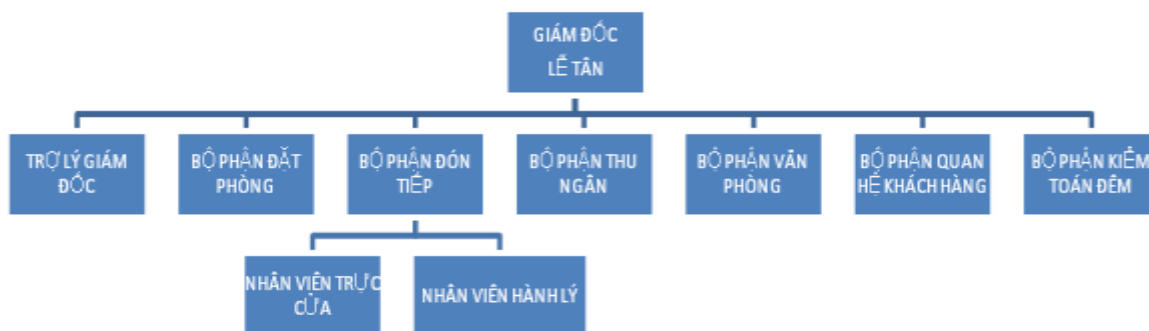 GIÁM ĐỐC
LỄ TÂN
TRỢ LÝ GIÁM
ĐỐC
BỘ PHẬN ĐẶT
PHÒNG
BỘ PHẬN ĐÓN
TIẾP
BỘ PHẬN THU
NGÂN
BỘ PHẬN VĂN
PHÒNG
BỘ PHẬN QUAN
HỆ KHÁCH HÀNG
BỘ PHẬN KIỂM
TOÁN ĐÊM
NHÂN VIÊN TRỰC
CỬA
NHÂN VIÊN HÀNH LÝ